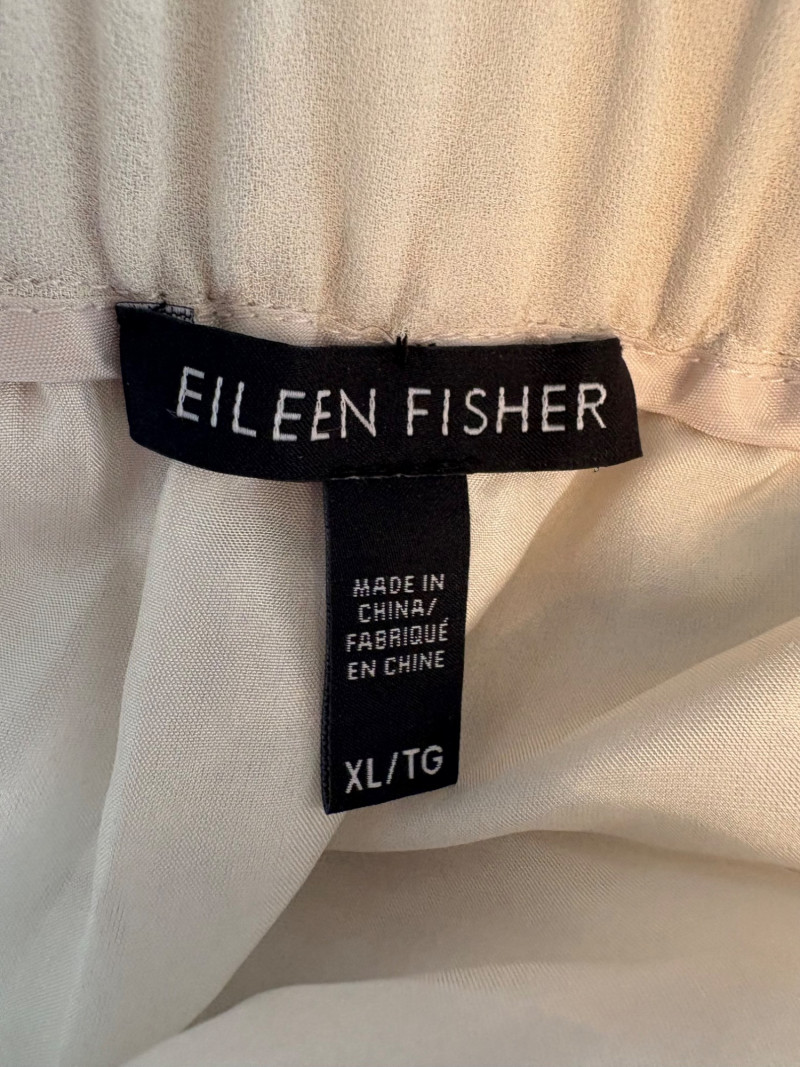 EILEEN FISHER
MADE IN
CHINA/
FABRIQUÉ
EN CHINE
XL/TG